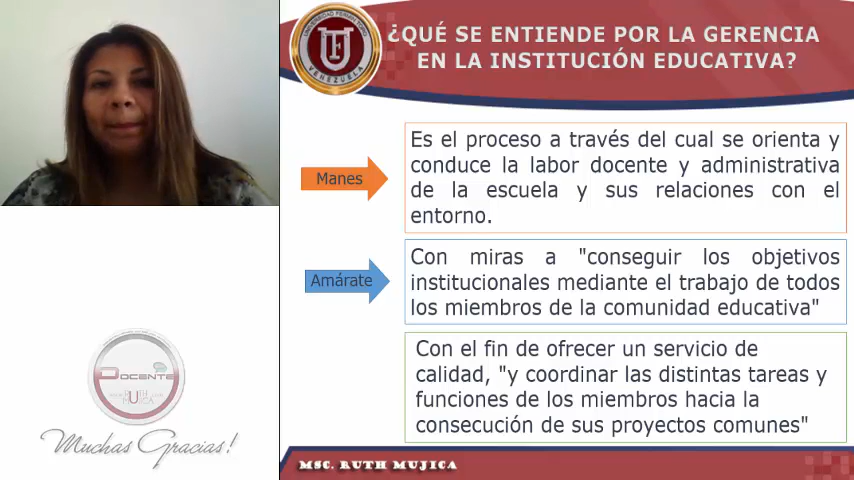 ¿QUÉ SE ENTIENDE POR LA GERENCIA
EN LA INSTITUCIÓN EDUCATIVA?
UNIVERSIDAD FERMÍN TORO
VENEZUELA
Manes
Es el proceso a través del cual se orienta y
conduce la labor docente y administrativa
de la escuela y sus relaciones con el
entorno.
Amárate
Con miras a "conseguir los objetivos
institucionales mediante el trabajo de todos
los miembros de la comunidad educativa"
Con el fin de ofrecer un servicio de
calidad, "y coordinar las distintas tareas y
funciones de los miembros hacia la
consecución de sus proyectos comunes"
DOCENTE
Muchas Gracias!
MSC. RUTH MUJICA